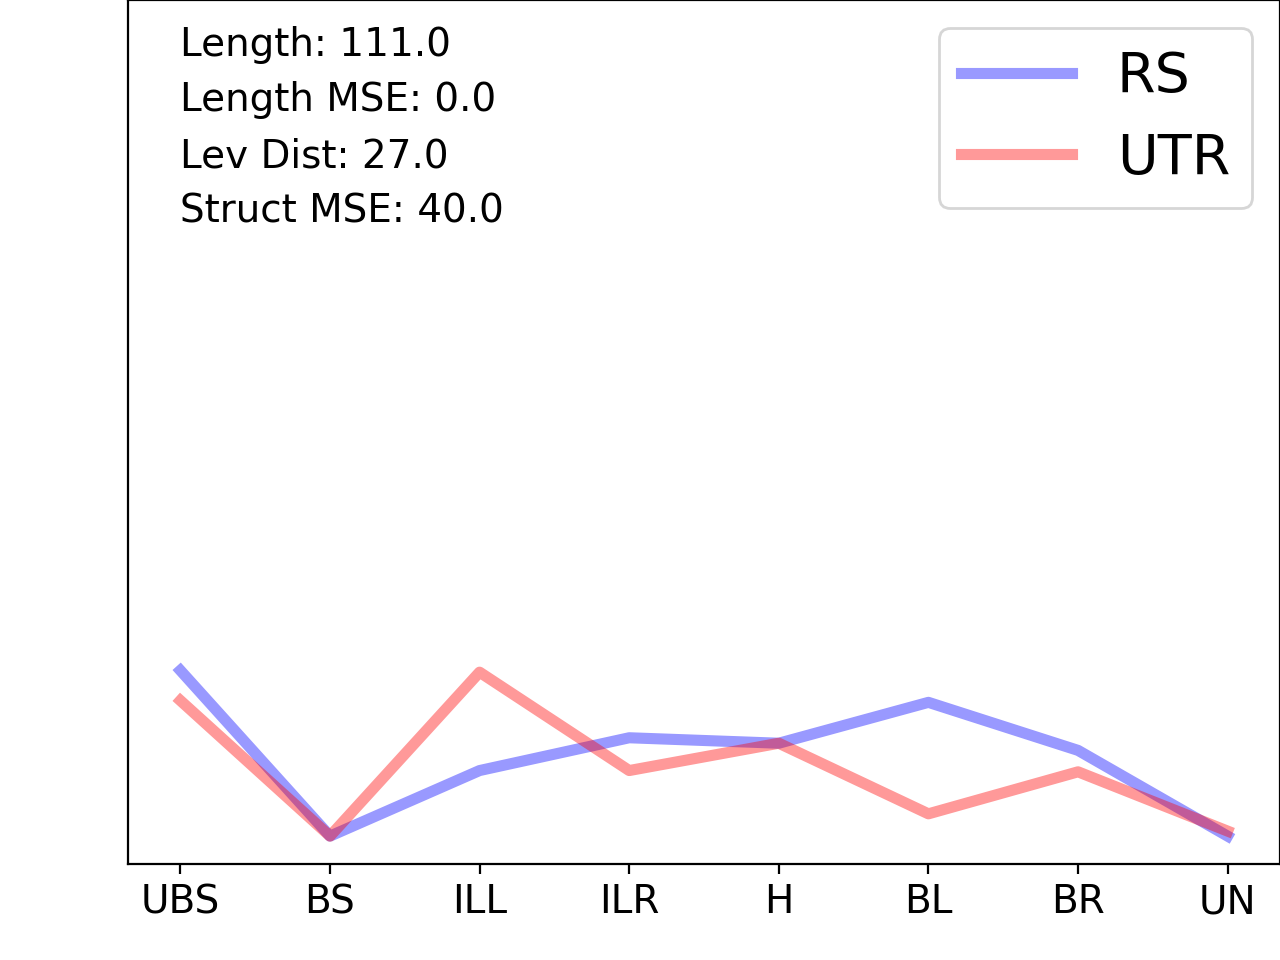 Length: 111.0
Length MSE: 0.0
Lev Dist: 27.0
Struct MSE: 40.0
RS
UTR
UBS BS ILL ILR H BL BR UN